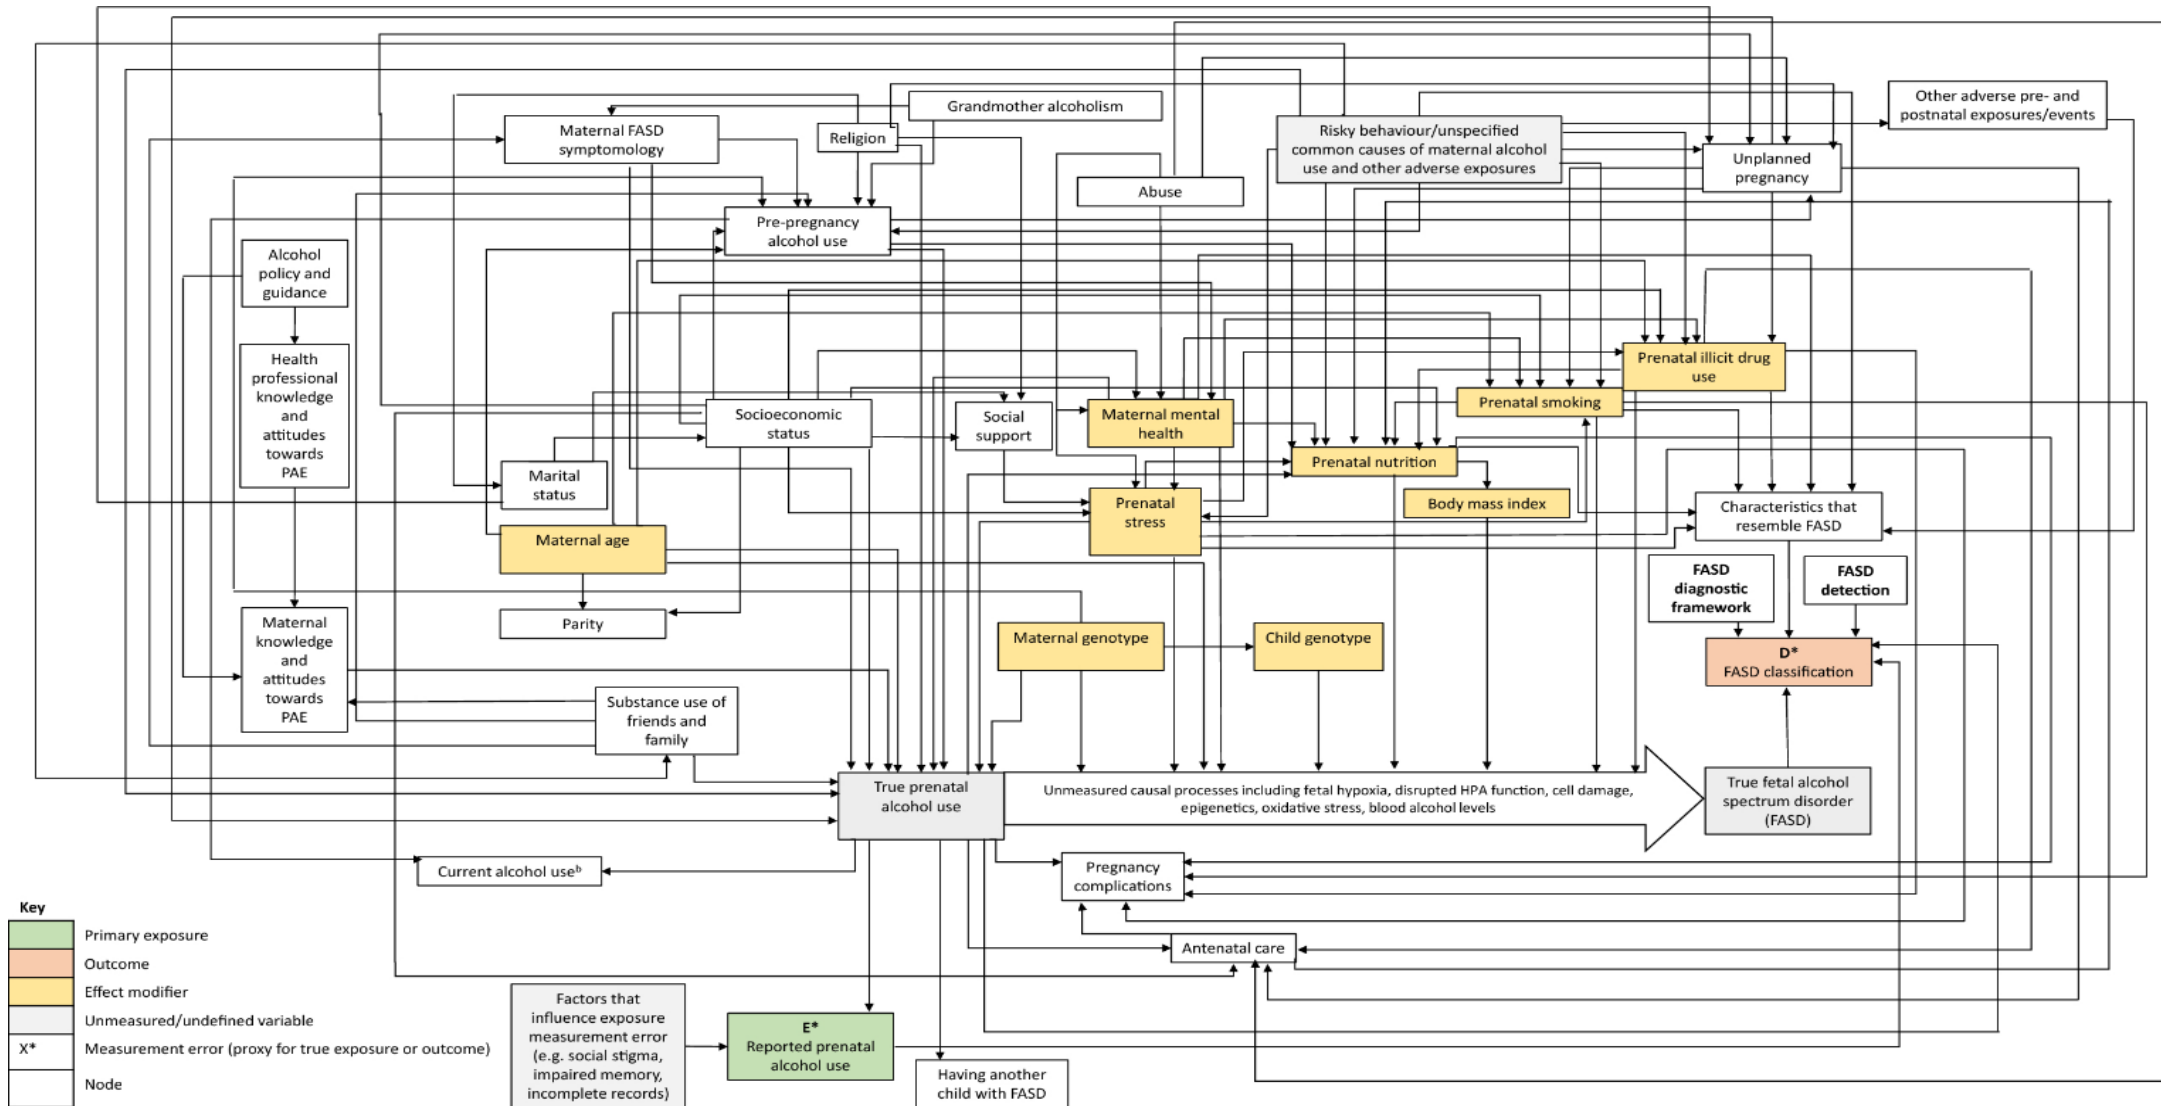 Grandmother alcoholism
Other adverse pre- and
postnatal exposures/events
Maternal FASD
symptomology
Religion
Risky behaviour/unspecified
common causes of maternal alcohol
use and other adverse exposures
Unplanned
pregnancy
Abuse
Pre-pregnancy
alcohol use
Alcohol
policy and
guidance
Health
professional
knowledge
and
attitudes
towards
PAE
Prenatal illicit drug
use
Prenatal smoking
Socioeconomic
status
Social
support
Maternal mental
health
Marital
status
Prenatal nutrition
Body mass index
Prenatal
stress
Characteristics that
resemble FASD
Maternal age
FASD
diagnostic
framework
FASD
detection
Parity
Maternal
knowledge
and
attitudes
towards
PAE
Maternal genotype
Child genotype
D*
FASD classification
Substance use of
friends and
family
True prenatal
alcohol use
Unmeasured causal processes including fetal hypoxia, disrupted HPA function, cell damage,
epigenetics, oxidative stress, blood alcohol levels
True fetal alcohol
spectrum disorder
(FASD)
Current alcohol useᵇ
Pregnancy
complications
Antenatal care
Factors that
influence exposure
measurement error
(e.g. social stigma,
impaired memory,
incomplete records)
E*
Reported prenatal
alcohol use
Having another
child with FASD
Key
Primary exposure
Outcome
Effect modifier
Unmeasured/undefined variable
X* Measurement error (proxy for true exposure or outcome)
Node